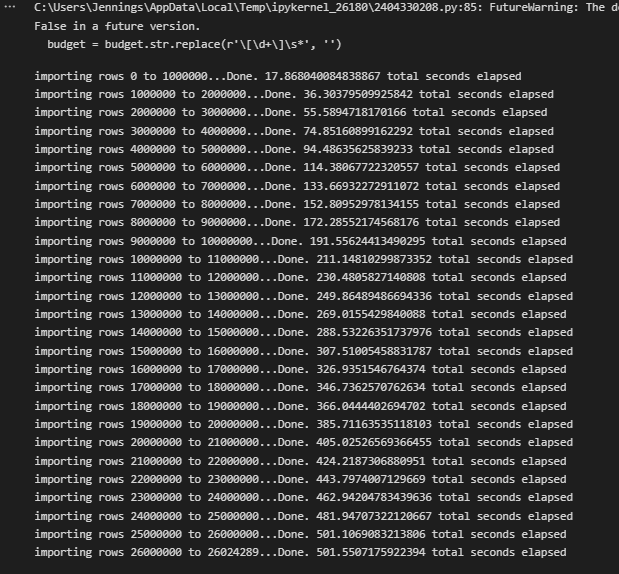 C:\Users\Jennings\AppData\Local\Temp\ipykernel_26180\2404330208.py:85: FutureWarning: The de
False in a future version.
  budget = budget.str.replace(r'\[\d+\]\s*', '')
importing rows 0 to 1000000...Done. 17.868040084838867 total seconds elapsed
importing rows 1000000 to 2000000...Done. 36.30379509925842 total seconds elapsed
importing rows 2000000 to 3000000...Done. 55.5894718170166 total seconds elapsed
importing rows 3000000 to 4000000...Done. 74.85160899162292 total seconds elapsed
importing rows 4000000 to 5000000...Done. 94.48635625839233 total seconds elapsed
importing rows 5000000 to 6000000...Done. 114.38067722320557 total seconds elapsed
importing rows 6000000 to 7000000...Done. 133.66932272911072 total seconds elapsed
importing rows 7000000 to 8000000...Done. 152.80952978134155 total seconds elapsed
importing rows 8000000 to 9000000...Done. 172.28552174568176 total seconds elapsed
importing rows 9000000 to 10000000...Done. 191.55624413490295 total seconds elapsed
importing rows 10000000 to 11000000...Done. 211.14810299873352 total seconds elapsed
importing rows 11000000 to 12000000...Done. 230.4805827140808 total seconds elapsed
importing rows 12000000 to 13000000...Done. 249.86489486694336 total seconds elapsed
importing rows 13000000 to 14000000...Done. 269.0155429840088 total seconds elapsed
importing rows 14000000 to 15000000...Done. 288.53226351737976 total seconds elapsed
importing rows 15000000 to 16000000...Done. 307.51005458831787 total seconds elapsed
importing rows 16000000 to 17000000...Done. 326.9351546764374 total seconds elapsed
importing rows 17000000 to 18000000...Done. 346.7362570762634 total seconds elapsed
importing rows 18000000 to 19000000...Done. 366.0444402694702 total seconds elapsed
importing rows 19000000 to 20000000...Done. 385.71163535118103 total seconds elapsed
importing rows 20000000 to 21000000...Done. 405.02526569366455 total seconds elapsed
importing rows 21000000 to 22000000...Done. 424.2187306880951 total seconds elapsed
importing rows 22000000 to 23000000...Done. 443.7974007129669 total seconds elapsed
importing rows 23000000 to 24000000...Done. 462.94204783439636 total seconds elapsed
importing rows 24000000 to 25000000...Done. 481.94707322120667 total seconds elapsed
importing rows 25000000 to 26000000...Done. 501.1069083213806 total seconds elapsed
importing rows 26000000 to 26024289...Done. 501.5507175922394 total seconds elapsed